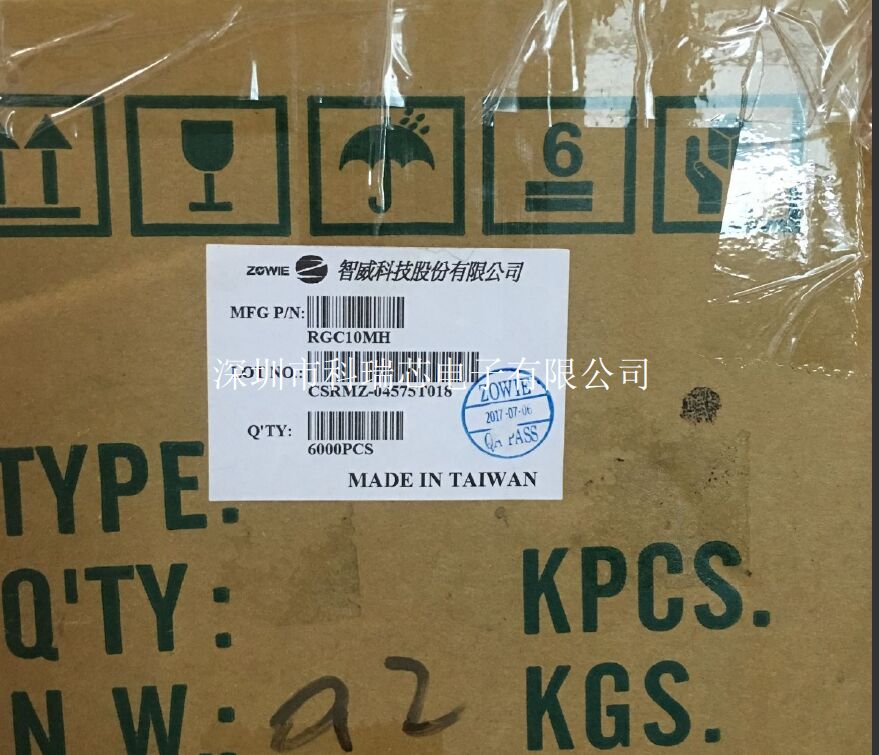 6
ZOWIE 智威科技股份有限公司
MFG P/N:
RGC10MH
LOT NO.:
深圳市科瑞芯电子有限公司
CSRMZ-04575T018
ZOWIE
2017-07-06
QA PASS
Q'TY:
6000PCS
MADE IN TAIWAN
TYPE:
Q'TY: KPCS.
N.W.: a2 KGS.